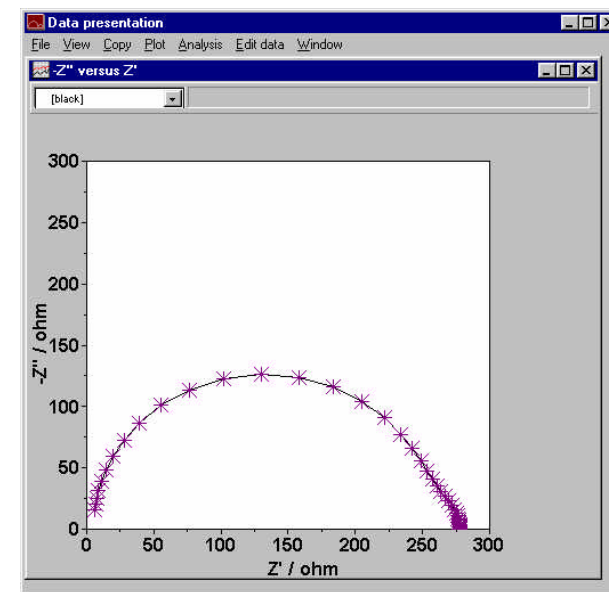 Data presentation
File View Copy Plot Analysis Edit data Window
-Z'' versus Z'
[black]
300
250
200
150
100
50
0
-Z'' / ohm
0 50 100 150 200 250 300
Z' / ohm